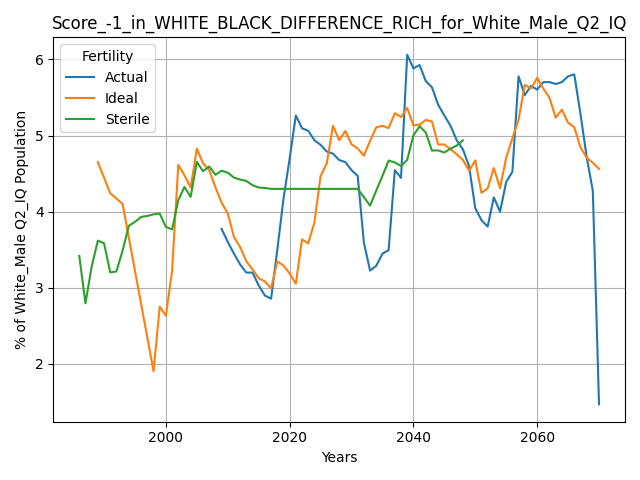 Score_-1_in_WHITE_BLACK_DIFFERENCE_RICH_for_White_Male_Q2_IQ
Fertility
Actual
Ideal
Sterile
% of White_Male Q2_IQ Population
6
5
4
3
2
2000
2020
2040
2060
Years